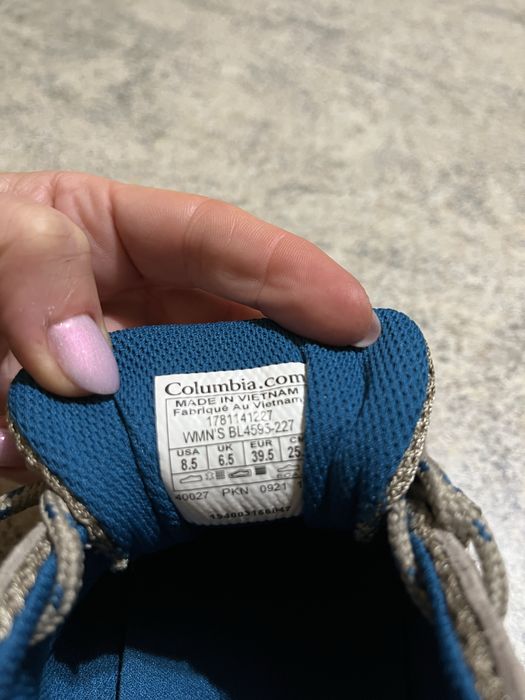 Columbia.com
MADE IN VIETNAM
Fabriqué Au Vietnam
1781141227
WMN'S BL4593-227
USA UK EUR
8.5 6.5 39.5
40027 PKN 0921